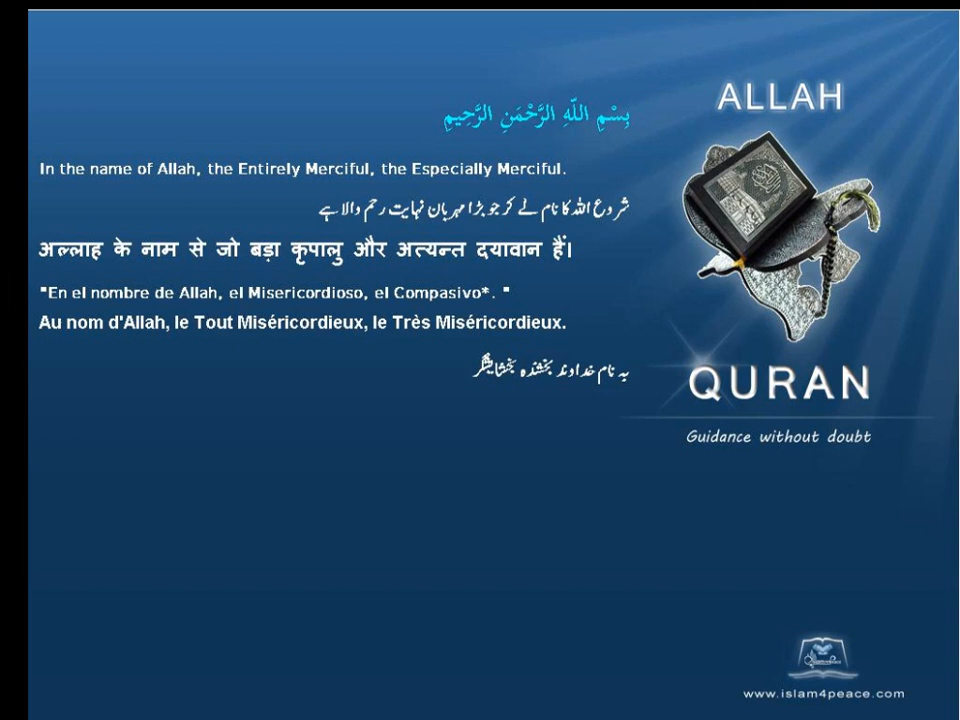 بِسْمِ اللّهِ الرَّحْمَنِ الرَّحِيمِ
In the name of Allah, the Entirely Merciful, the Especially Merciful.
شروع الله کا نام لے کر جو بڑا مہربان نہایت رحم والا ہے
अल्लाह के नाम से जो बड़ा कृपालु और अत्यन्त दयावान हैं।
"En el nombre de Allah, el Misericordioso, el Compasivo*. "
Au nom d'Allah, le Tout Miséricordieux, le Très Miséricordieux.
به نام خداوند بخشنده بخشایشگر
ALLAH
QURAN
Guidance without doubt
www.islam4peace.com